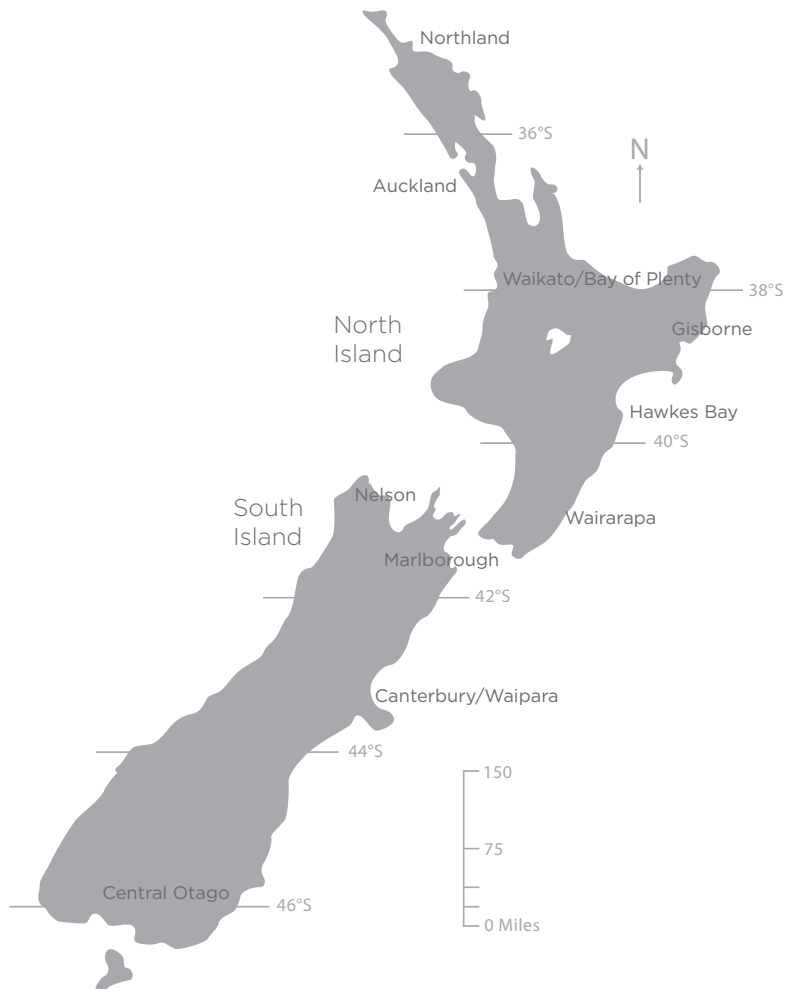 Northland
36°S
N
Auckland
Waikato/Bay of Plenty
38°S
North
Island
Gisborne
Hawkes Bay
40°S
Nelson
South
Island
Wairarapa
Marlborough
42°S
Canterbury/Waipara
44°S
150
75
Central Otago
46°S
0 Miles